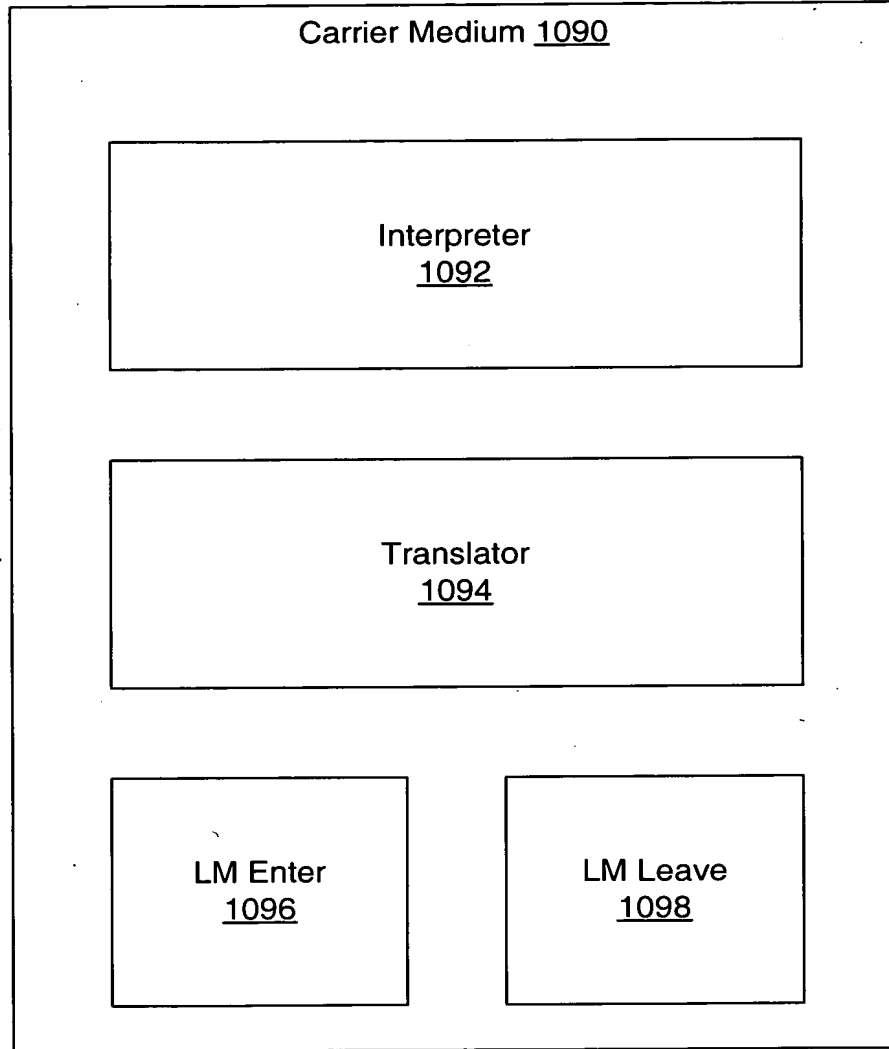 Carrier Medium 1090
Interpreter
1092
Translator
1094
LM Enter
1096
LM Leave
1098